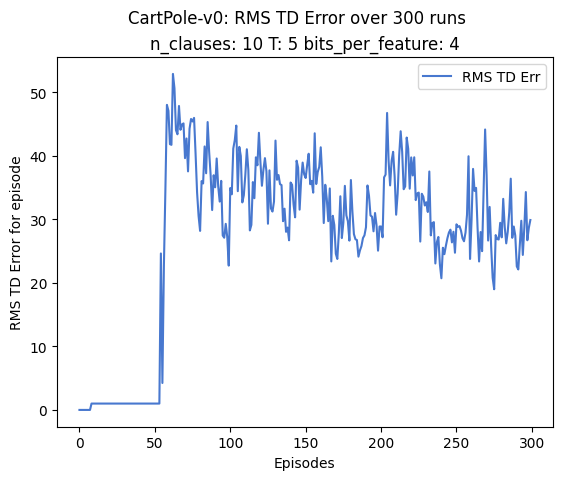 CartPole-v0: RMS TD Error over 300 runs
n_clauses: 10 T: 5 bits_per_feature: 4
RMS TD Err
50
40
30
20
10
0
RMS TD Error for episode
0 50 100 150 200 250 300
Episodes